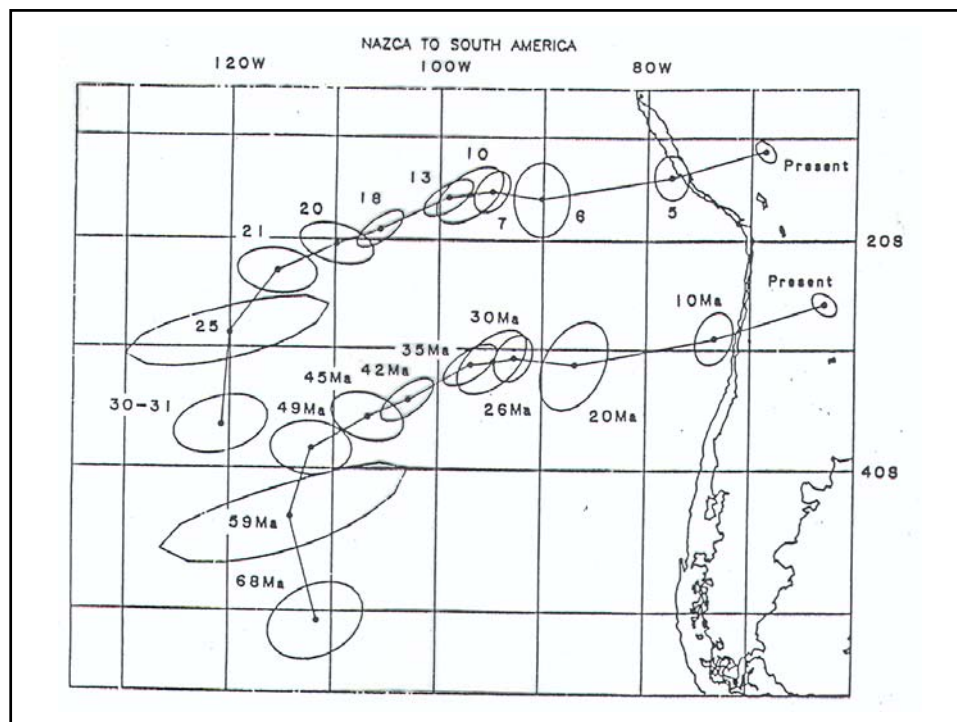 NAZCA TO SOUTH AMERICA
120W 100W 80W
10
13
Present
18
20
7
6
5
21
20S
Present
10Ma
30Ma
25
35Ma
42Ma
45Ma
30-31
49Ma
26Ma
20Ma
40S
59Ma
68Ma